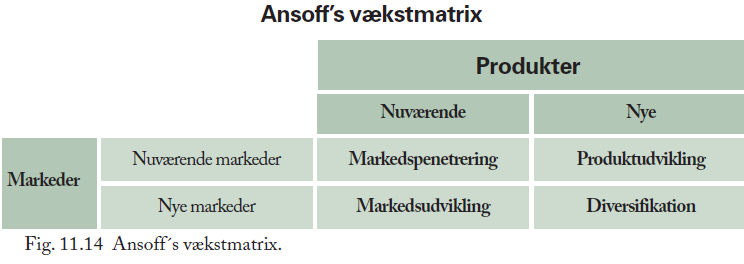 Ansoff's vækstmatrix
Produkter
Nuværende Nye
Markeder
Nuværende markeder Markedspenetrering Produktudvikling
Nye markeder Markedsudvikling Diversifikation
Fig. 11.14 Ansoff´s vækstmatrix.